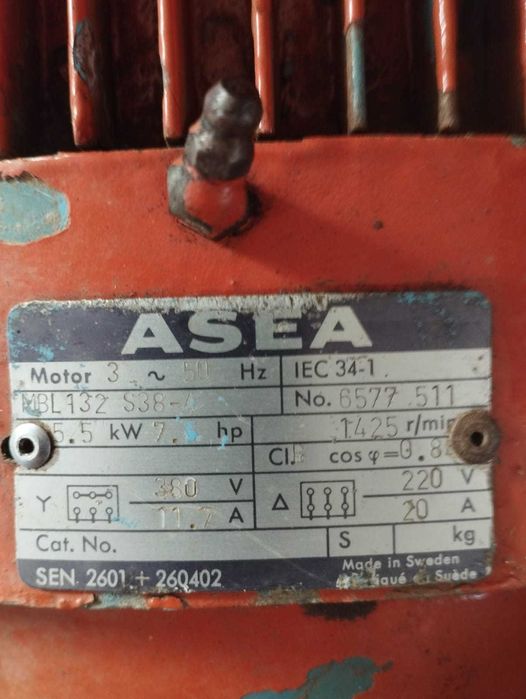 ASEA
Motor 3 ~ 50 Hz IEC 34-1
MBL132 S38- No. 6577 511
5.5 kW 7. hp 1425 r/min
Cl. cos φ=0.8
Y 380 V Δ 220 V
11.7 A 20 A
Cat. No. S kg
SEN 2601 + 260402 Made in Sweden
Suède